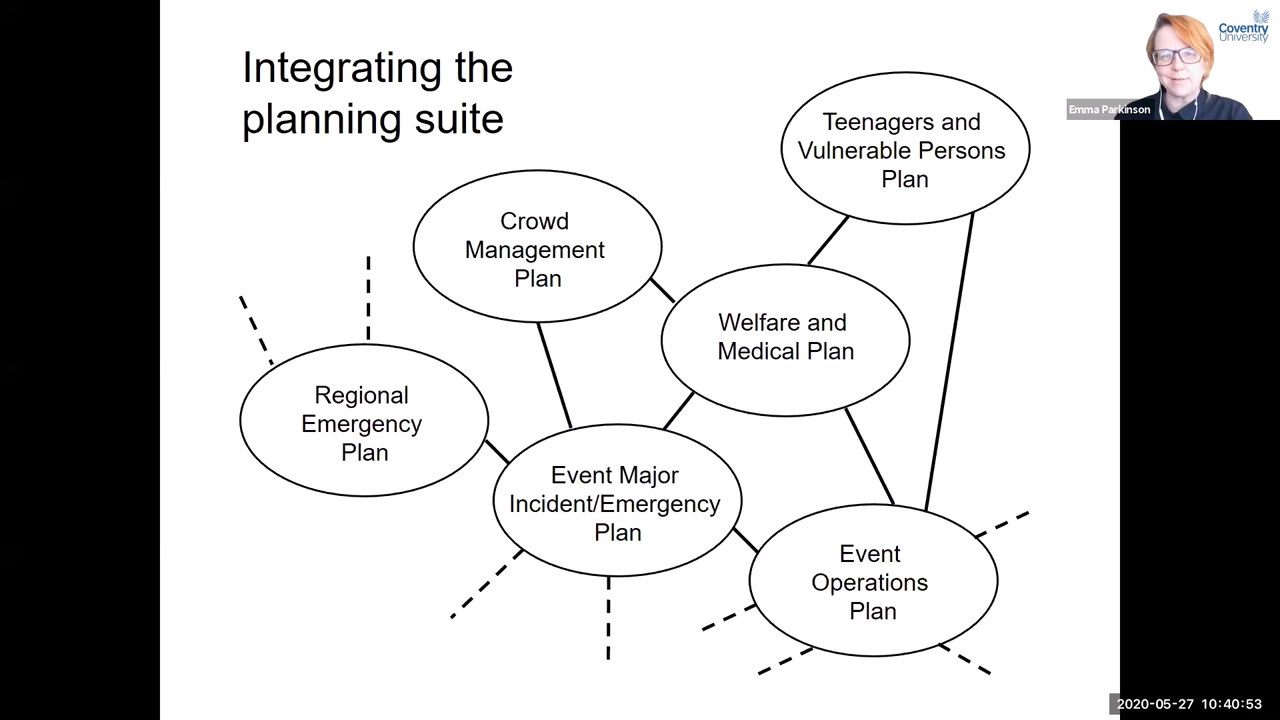 Integrating the
planning suite
Coventry
University
Emma Parkinson
Teenagers and
Vulnerable Persons
Plan
Crowd
Management
Plan
Welfare and
Medical Plan
Regional
Emergency
Plan
Event Major
Incident/Emergency
Plan
Event
Operations
Plan
2020-05-27 10:40:53